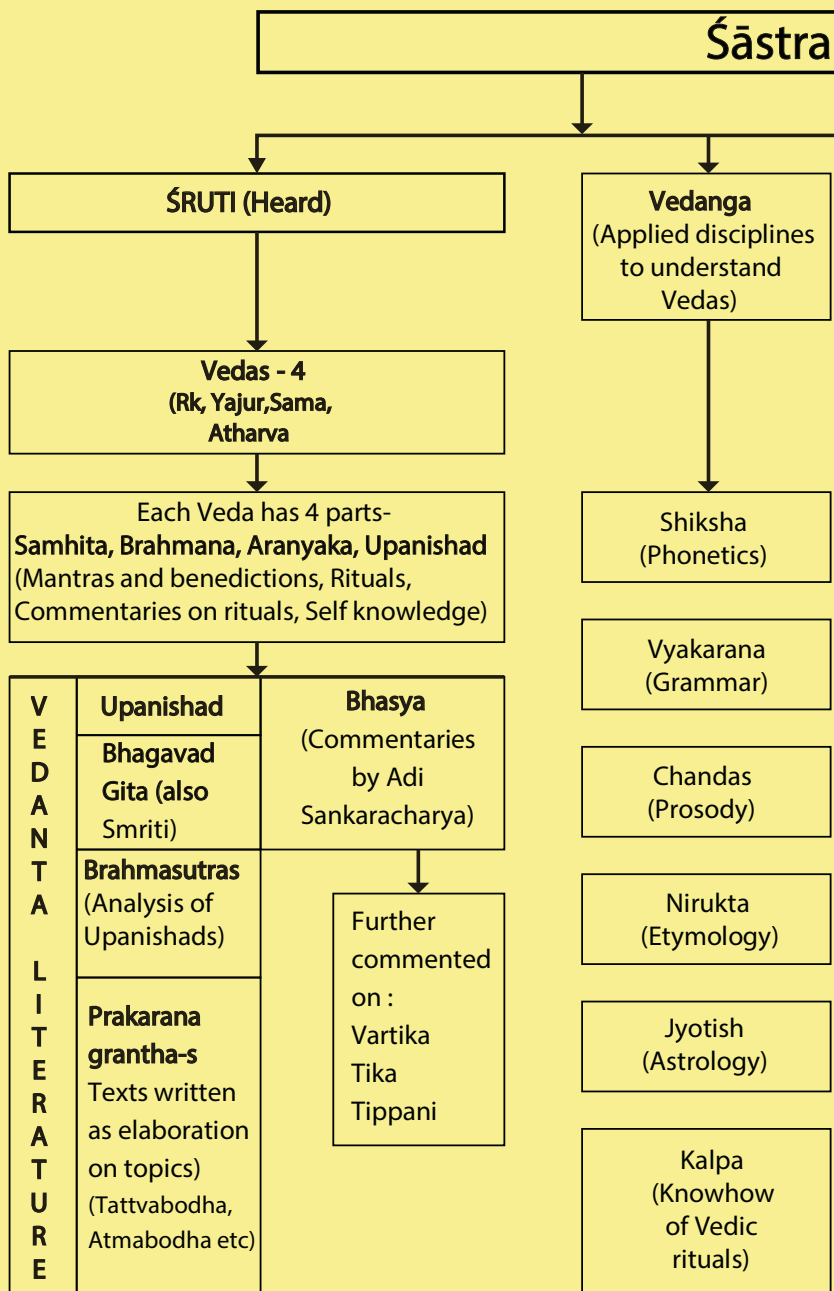 Śāstra
ŚRUTI (Heard)
Vedas - 4
(Rk, Yajur,Sama,
Atharva
Each Veda has 4 parts-
Samhita, Brahmana, Aranyaka, Upanishad
(Mantras and benedictions, Rituals,
Commentaries on rituals, Self knowledge)
VEDANTA LITERATURE
Upanishad
Bhagavad
Gita (also
Smriti)
Brahmasutras
(Analysis of
Upanishads)
Prakarana
grantha-s
Texts written
as elaboration
on topics)
(Tattvabodha,
Atmabodha etc)
Bhasya
(Commentaries
by Adi
Sankaracharya)
Further
commented
on :
Vartika
Tika
Tippani
Vedanga
(Applied disciplines
to understand
Vedas)
Shiksha
(Phonetics)
Vyakarana
(Grammar)
Chandas
(Prosody)
Nirukta
(Etymology)
Jyotish
(Astrology)
Kalpa
(Knowhow
of Vedic
rituals)